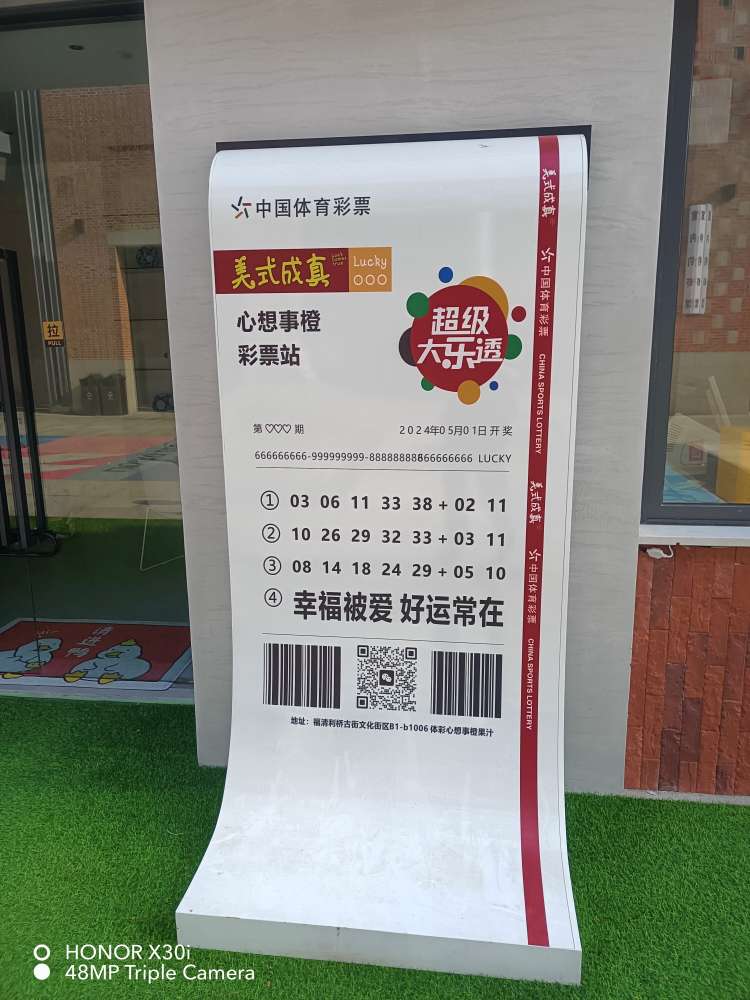 中国体育彩票
美式成真
Lucky
心想事橙
彩票站
超级
大乐透
第♡♡♡期
2024年05月01日开奖
666666666-999999999-888888888666666666 LUCKY
① 03 06 11 33 38 + 02 11
② 10 26 29 32 33 + 03 11
③ 08 14 18 24 29 + 05 10
④ 幸福被爱 好运常在
地址：福清利桥古街文化街区B1-b1006 体彩心想事橙果汁
美式成真
中国体育彩票
CHINA SPORTS LOTTERY
美式成真
中国体育彩票
CHINA SPORTS LOTTERY
拉
PULL
HONOR X30i
48MP Triple Camera